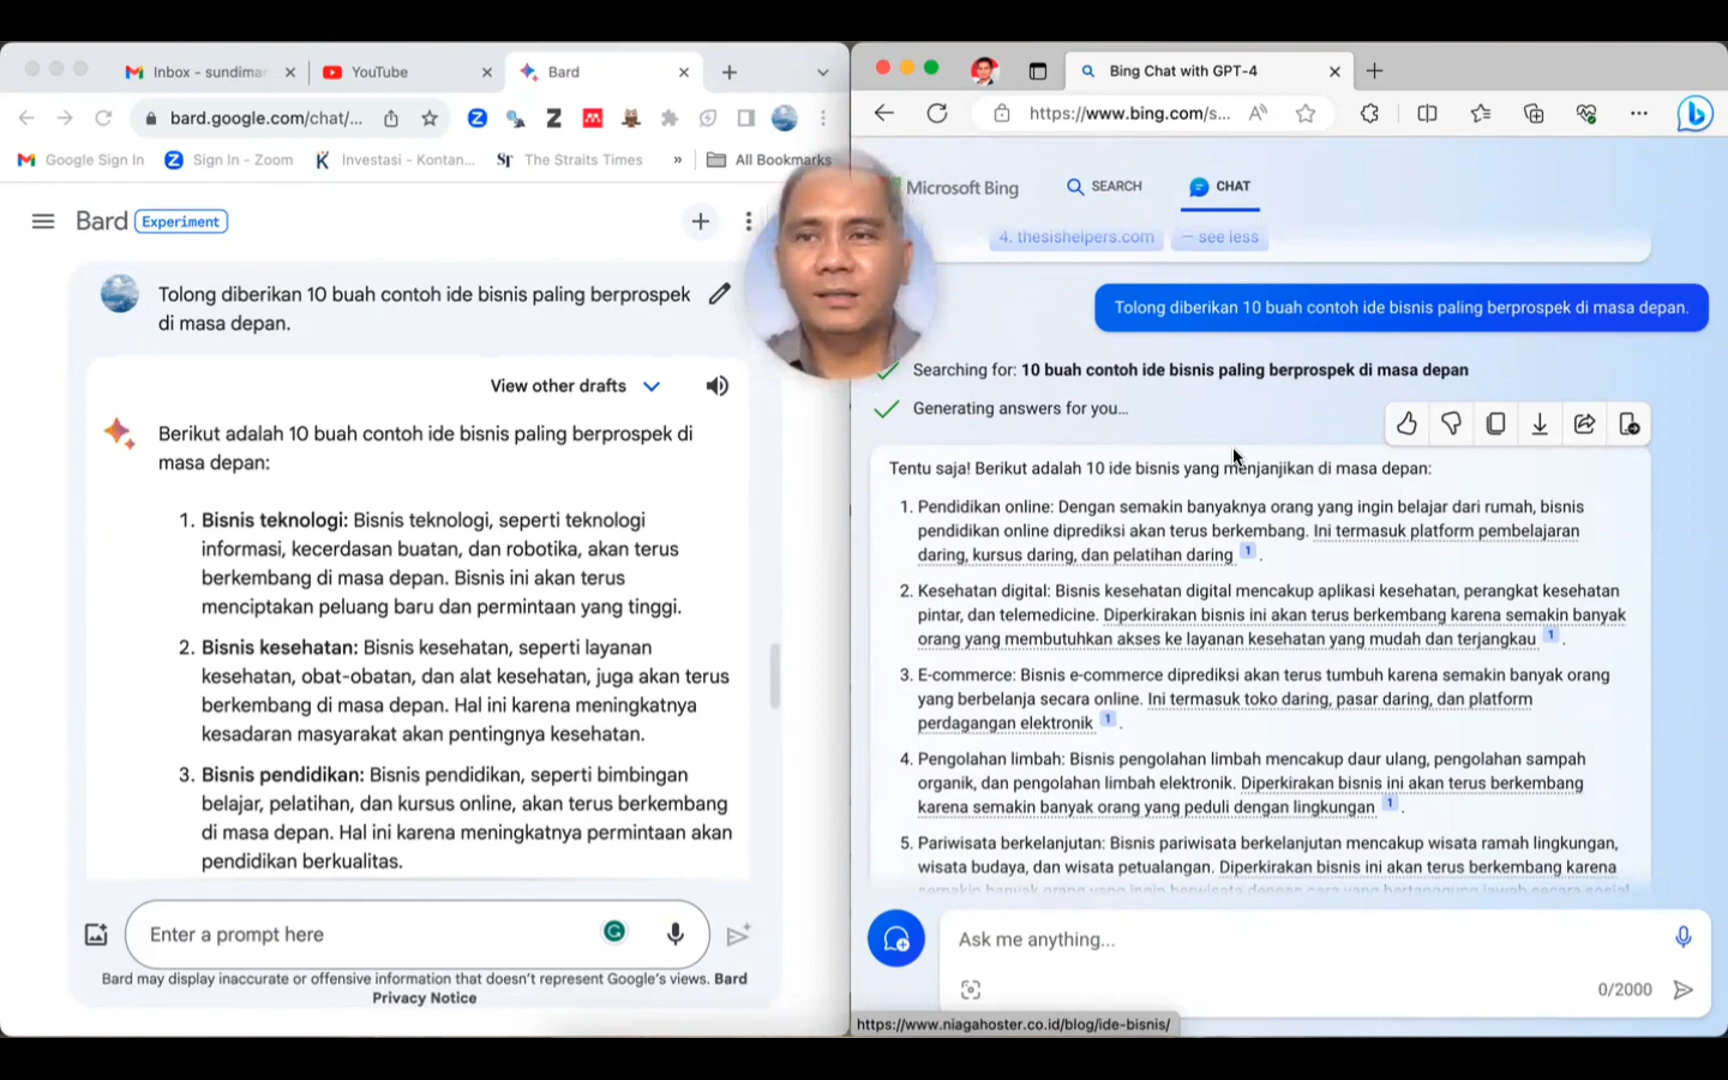 Inbox - sundima
YouTube
Bard
bard.google.com/chat/...
Google Sign In
Sign In - Zoom
Investasi - Kontan...
The Straits Times
»
All Bookmarks
Bard
Experiment
Tolong diberikan 10 buah contoh ide bisnis paling berprospek
di masa depan.
View other drafts
Berikut adalah 10 buah contoh ide bisnis paling berprospek di
masa depan:
1. Bisnis teknologi: Bisnis teknologi, seperti teknologi
informasi, kecerdasan buatan, dan robotika, akan terus
berkembang di masa depan. Bisnis ini akan terus
menciptakan peluang baru dan permintaan yang tinggi.
2. Bisnis kesehatan: Bisnis kesehatan, seperti layanan
kesehatan, obat-obatan, dan alat kesehatan, juga akan terus
berkembang di masa depan. Hal ini karena meningkatnya
kesadaran masyarakat akan pentingnya kesehatan.
3. Bisnis pendidikan: Bisnis pendidikan, seperti bimbingan
belajar, pelatihan, dan kursus online, akan terus berkembang
di masa depan. Hal ini karena meningkatnya permintaan akan
pendidikan berkualitas.
Enter a prompt here
Bard may display inaccurate or offensive information that doesn't represent Google's views. Bard
Privacy Notice
Bing Chat with GPT-4
https://www.bing.com/s...
Microsoft Bing
SEARCH
CHAT
4. thesishelpers.com
— see less
Tolong diberikan 10 buah contoh ide bisnis paling berprospek di masa depan.
Searching for: 10 buah contoh ide bisnis paling berprospek di masa depan
Generating answers for you...
Tentu saja! Berikut adalah 10 ide bisnis yang menjanjikan di masa depan:
1. Pendidikan online: Dengan semakin banyaknya orang yang ingin belajar dari rumah, bisnis
pendidikan online diprediksi akan terus berkembang. Ini termasuk platform pembelajaran
daring, kursus daring, dan pelatihan daring 1 .
2. Kesehatan digital: Bisnis kesehatan digital mencakup aplikasi kesehatan, perangkat kesehatan
pintar, dan telemedicine. Diperkirakan bisnis ini akan terus berkembang karena semakin banyak
orang yang membutuhkan akses ke layanan kesehatan yang mudah dan terjangkau 1 .
3. E-commerce: Bisnis e-commerce diprediksi akan terus tumbuh karena semakin banyak orang
yang berbelanja secara online. Ini termasuk toko daring, pasar daring, dan platform
perdagangan elektronik 1 .
4. Pengolahan limbah: Bisnis pengolahan limbah mencakup daur ulang, pengolahan sampah
organik, dan pengolahan limbah elektronik. Diperkirakan bisnis ini akan terus berkembang
karena semakin banyak orang yang peduli dengan lingkungan 1 .
5. Pariwisata berkelanjutan: Bisnis pariwisata berkelanjutan mencakup wisata ramah lingkungan,
wisata budaya, dan wisata petualangan. Diperkirakan bisnis ini akan terus berkembang karena
semakin banyak orang yang ingin berwisata dengan cara yang bertanggung jawab secara sosial
Ask me anything...
0/2000
https://www.niagahoster.co.id/blog/ide-bisnis/